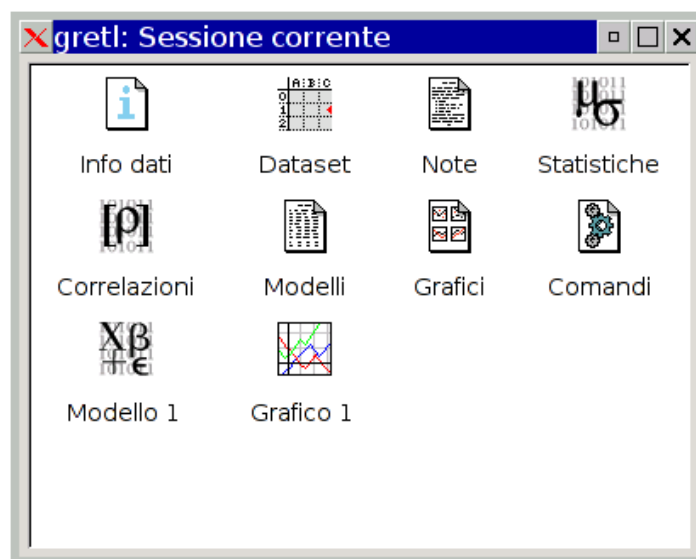 gretl: Sessione corrente
Info dati
Dataset
Note
Statistiche
Correlazioni
Modelli
Grafici
Comandi
Modello 1
Grafico 1